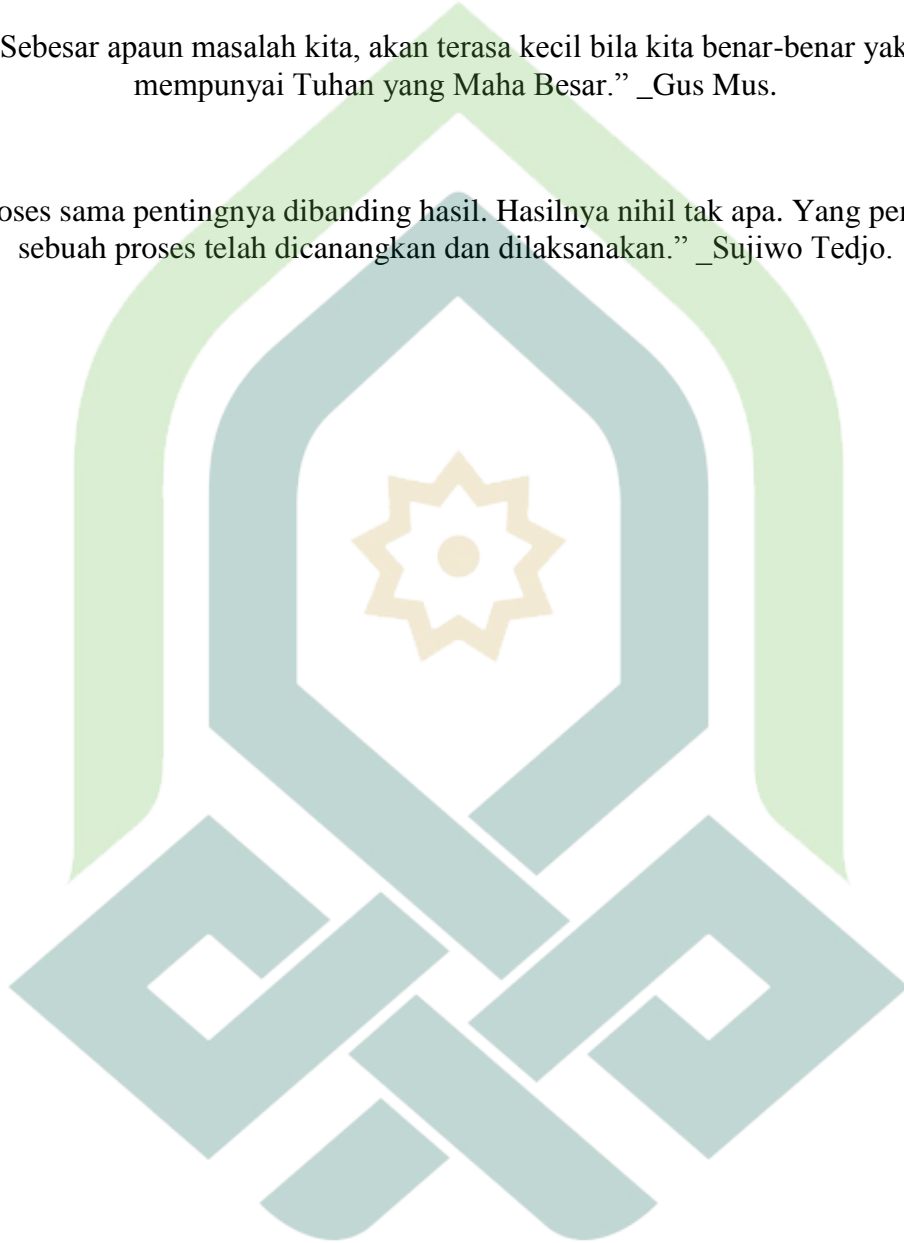 Sebesar apaun masalah kita, akan terasa kecil bila kita benar-benar yak
mempunyai Tuhan yang Maha Besar.” _Gus Mus.
oses sama pentingnya dibanding hasil. Hasilnya nihil tak apa. Yang per
sebuah proses telah dicanangkan dan dilaksanakan.” _Sujiwo Tedjo.